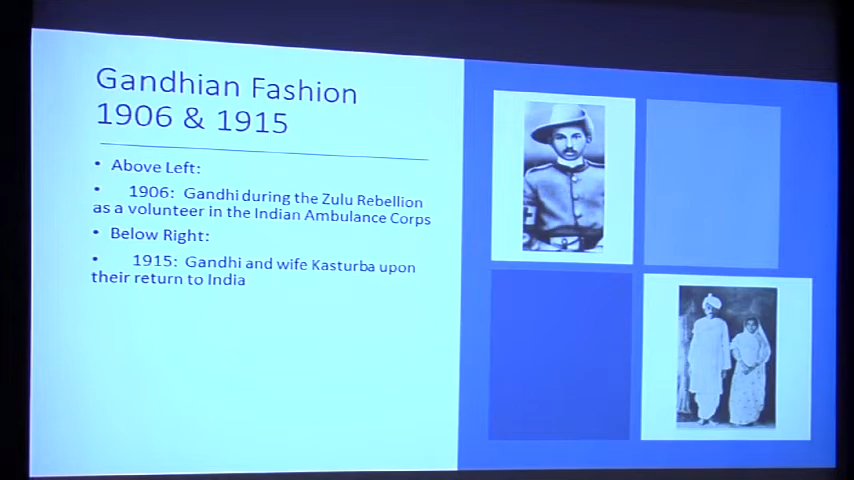 Gandhian Fashion
1906 & 1915
• Above Left:
• 1906: Gandhi during the Zulu Rebellion
as a volunteer in the Indian Ambulance Corps
• Below Right:
• 1915: Gandhi and wife Kasturba upon
their return to India